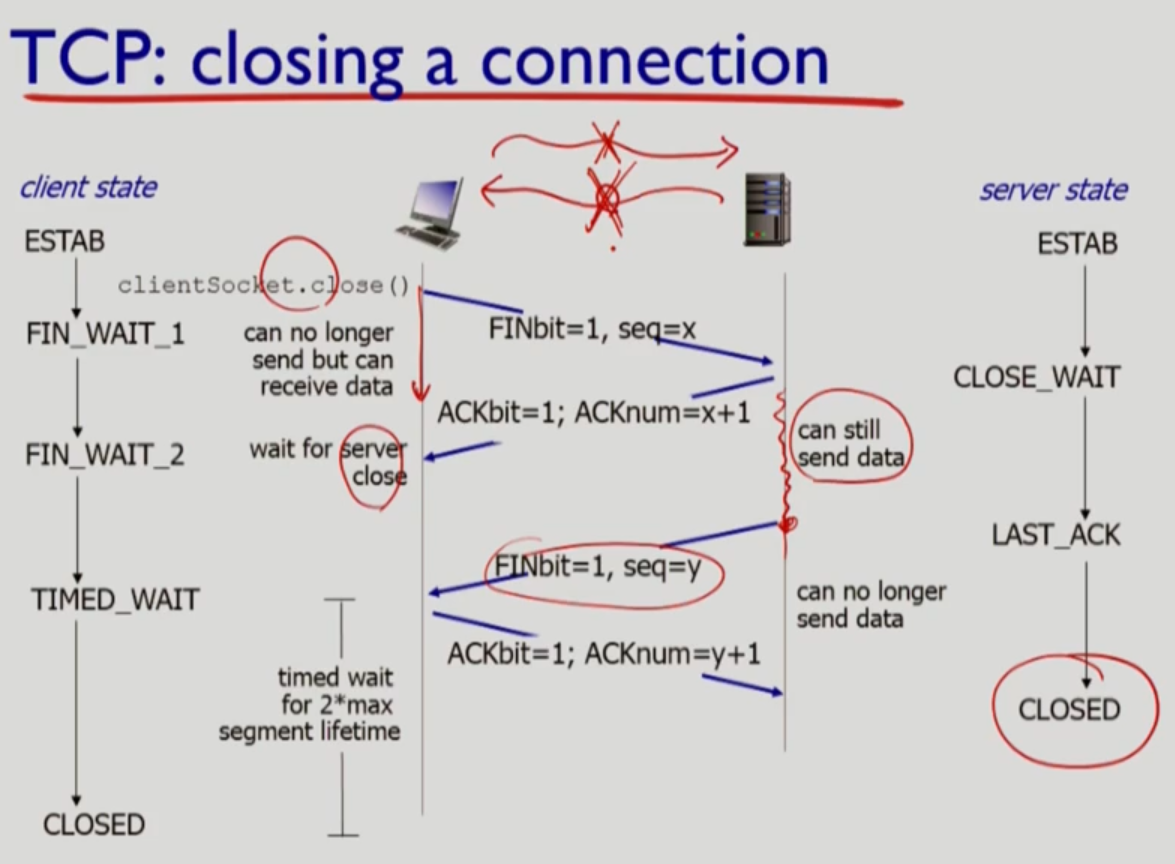 TCP: closing a connection
client state
server state
ESTAB
ESTAB
clientSocket.close()
FIN_WAIT_1
can no longer
send but can
receive data
FINbit=1, seq=x
CLOSE_WAIT
ACKbit=1; ACKnum=x+1
can still
send data
FIN_WAIT_2
wait for server
close
LAST_ACK
FINbit=1, seq=y
TIMED_WAIT
can no longer
send data
ACKbit=1; ACKnum=y+1
timed wait
for 2*max
segment lifetime
CLOSED
CLOSED